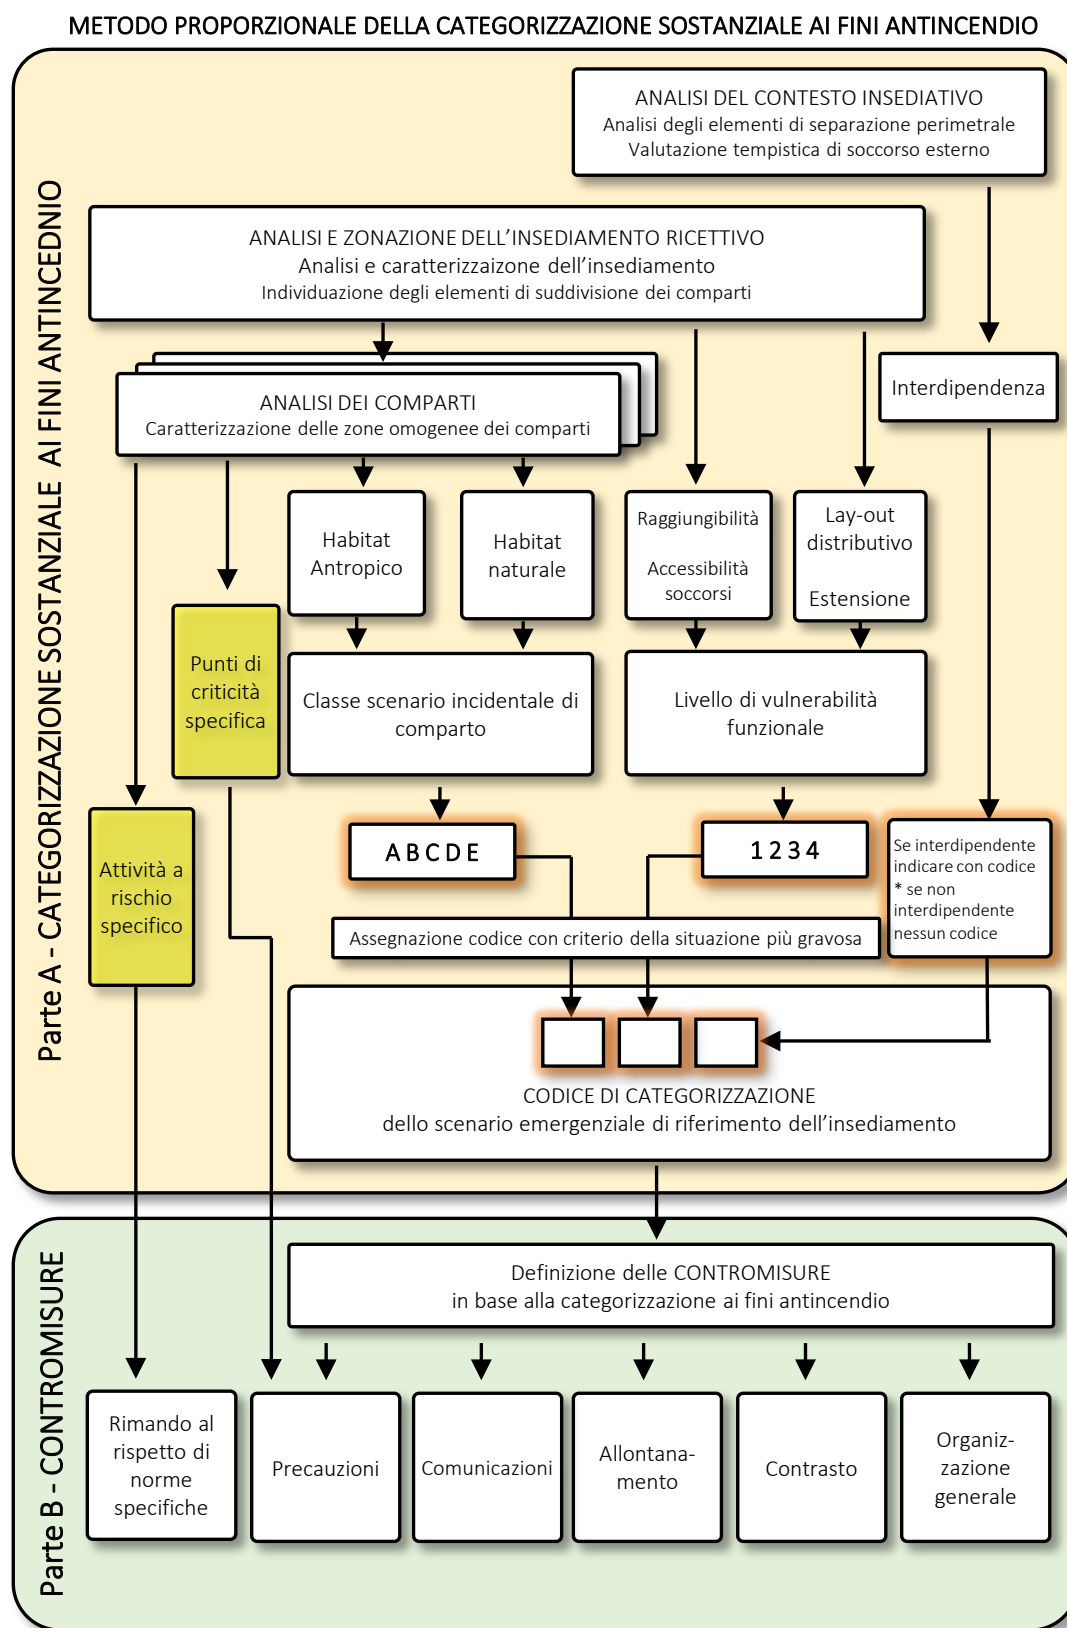 METODO PROPORZIONALE DELLA CATEGORIZZAZIONE SOSTANZIALE AI FINI ANTINCENDIO
Parte A - CATEGORIZZAZIONE SOSTANZIALE AI FINI ANTINCEDNIO
ANALISI DEL CONTESTO INSEDIATIVO
Analisi degli elementi di separazione perimetrale
Valutazione tempistica di soccorso esterno
ANALISI E ZONAZIONE DELL'INSEDIAMENTO RICETTIVO
Analisi e caratterizzaizone dell'insediamento
Individuazione degli elementi di suddivisione dei comparti
ANALISI DEI COMPARTI
Caratterizzazione delle zone omogenee dei comparti
Interdipendenza
Habitat
Antropico
Habitat
naturale
Raggiungibilità
Accessibilità
soccorsi
Lay-out
distributivo
Estensione
Punti di
criticità
specifica
Classe scenario incidentale di
comparto
Livello di vulnerabilità
funzionale
Attività a
rischio
specifico
A B C D E
1 2 3 4
Se interdipendente
indicare con codice
* se non
interdipendente
nessun codice
Assegnazione codice con criterio della situazione più gravosa
CODICE DI CATEGORIZZAZIONE
dello scenario emergenziale di riferimento dell'insediamento
Parte B - CONTROMISURE
Definizione delle CONTROMISURE
in base alla categorizzazione ai fini antincendio
Rimando al
rispetto di
norme
specifiche
Precauzioni
Comunicazioni
Allontana-
mento
Contrasto
Organiz-
zazione
generale